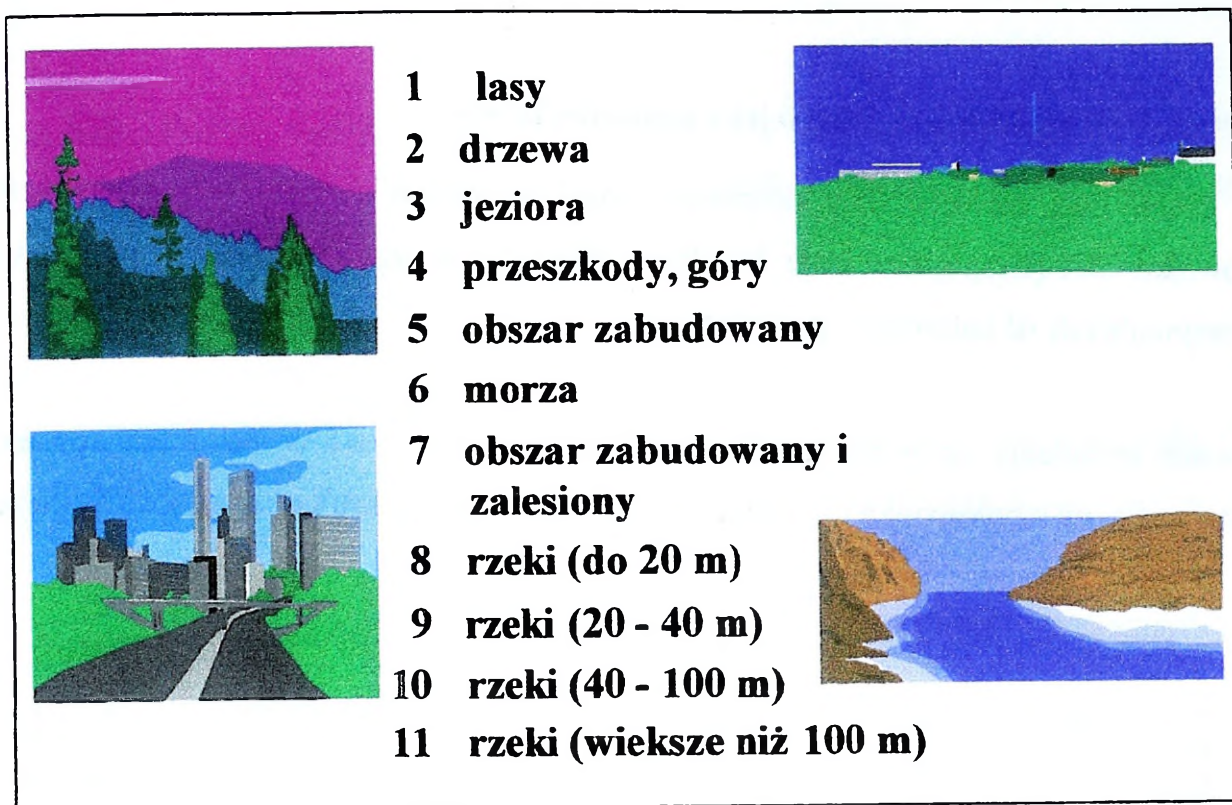 1 lasy
2 drzewa
3 jeziora
4 przeszkody, góry
5 obszar zabudowany
6 morza
7 obszar zabudowany i
zalesiony
8 rzeki (do 20 m)
9 rzeki (20 - 40 m)
10 rzeki (40 - 100 m)
11 rzeki (wieksze niż 100 m)